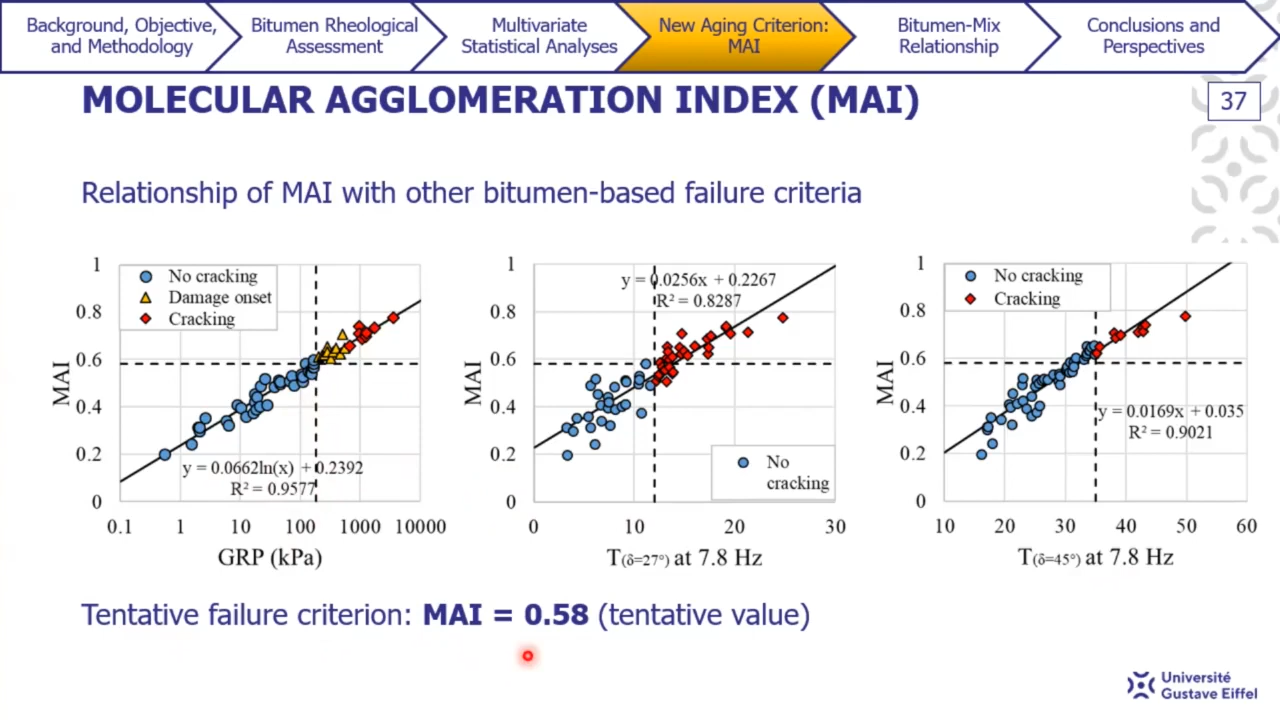 Background, Objective,
and Methodology
Bitumen Rheological
Assessment
Multivariate
Statistical Analyses
New Aging Criterion:
MAI
Bitumen-Mix
Relationship
Conclusions and
Perspectives
MOLECULAR AGGLOMERATION INDEX (MAI)
37
Relationship of MAI with other bitumen-based failure criteria
1
0.8
0.6
0.4
0.2
0
MAI
No cracking
Damage onset
Cracking
y = 0.0662ln(x) + 0.2392
R² = 0.9577
0.1 1 10 100 1000 10000
GRP (kPa)
1
0.8
0.6
0.4
0.2
0
MAI
y = 0.0256x + 0.2267
R² = 0.8287
No
cracking
0 10 20 30
T(δ=27°) at 7.8 Hz
1
0.8
0.6
0.4
0.2
0
MAI
No cracking
Cracking
y = 0.0169x + 0.035
R² = 0.9021
10 20 30 40 50 60
T(δ=45°) at 7.8 Hz
Tentative failure criterion: MAI = 0.58 (tentative value)
Université
Gustave Eiffel